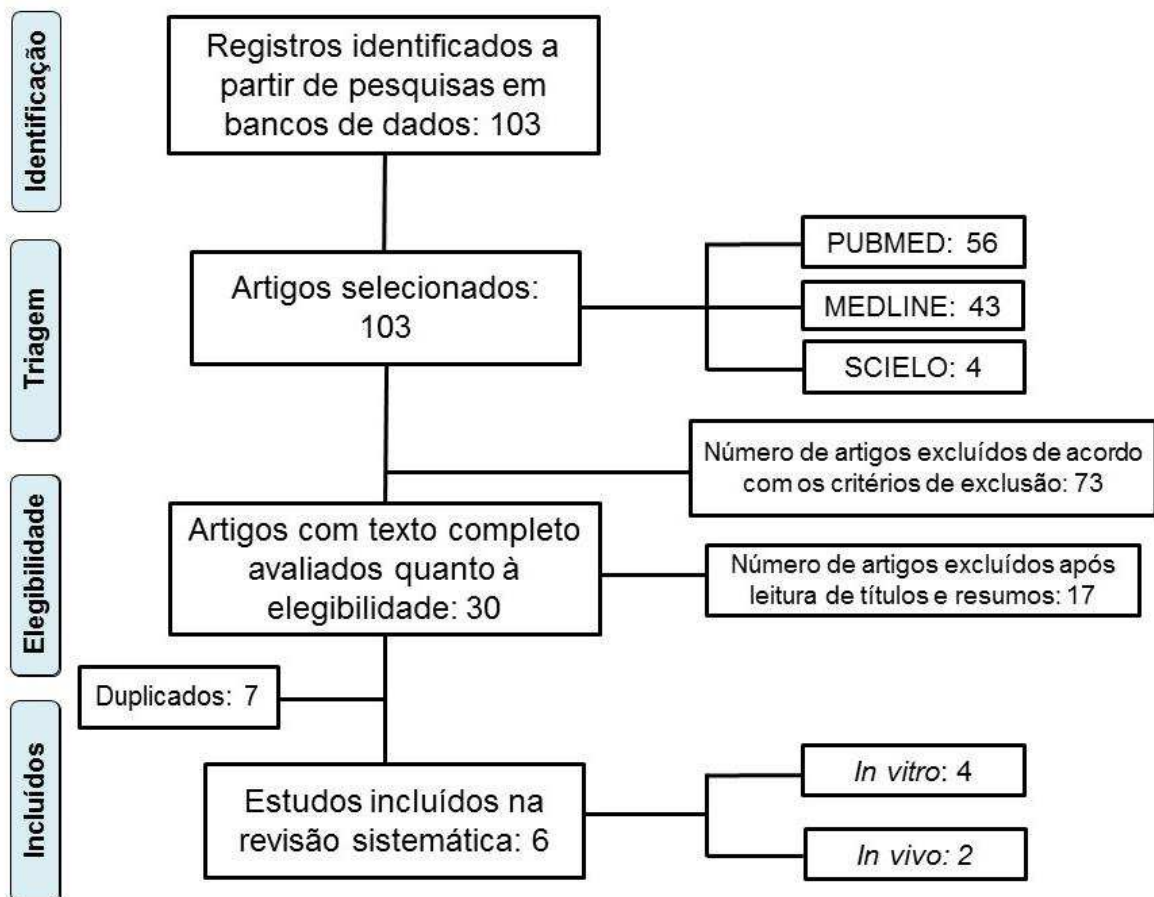 Identificação
Registros identificados a
partir de pesquisas em
bancos de dados: 103
Triagem
Artigos selecionados:
103
PUBMED: 56
MEDLINE: 43
SCIELO: 4
Número de artigos excluídos de acordo
com os critérios de exclusão: 73
Elegibilidade
Artigos com texto completo
avaliados quanto à
elegibilidade: 30
Número de artigos excluídos após
leitura de títulos e resumos: 17
Duplicados: 7
Incluídos
Estudos incluídos na
revisão sistemática: 6
In vitro: 4
In vivo: 2